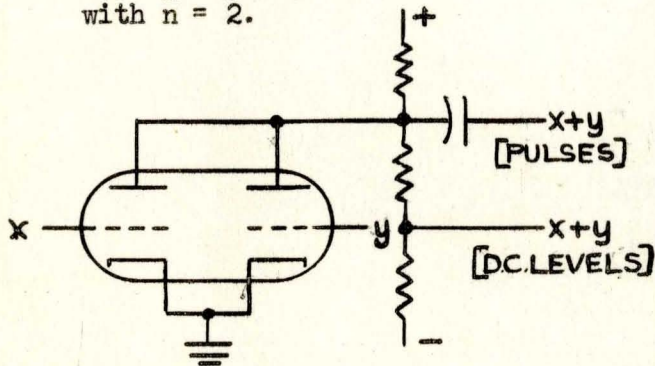 with n = 2.
+
x+y
[PULSES]
x
y
x+y
[D.C.LEVELS]
−